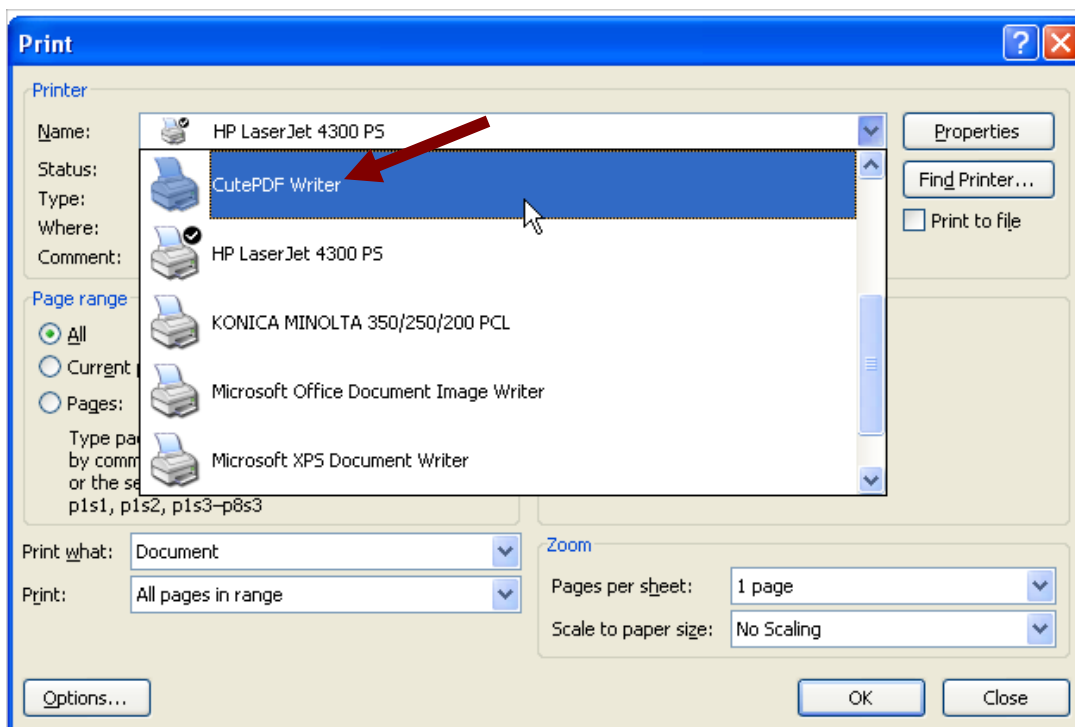 Print
Printer
Name:
HP LaserJet 4300 PS
Properties
Status:
CutePDF Writer
Find Printer...
Type:
Where:
Print to file
Comment:
HP LaserJet 4300 PS
Page range
KONICA MINOLTA 350/250/200 PCL
All
Current
Pages:
Microsoft Office Document Image Writer
Type
by
or the
Microsoft XPS Document Writer
p1s1, p1s2, p1s3–p8s3
Print what:
Document
Zoom
Print:
All pages in range
Pages per sheet:
1 page
Scale to paper size:
No Scaling
Options...
OK
Close